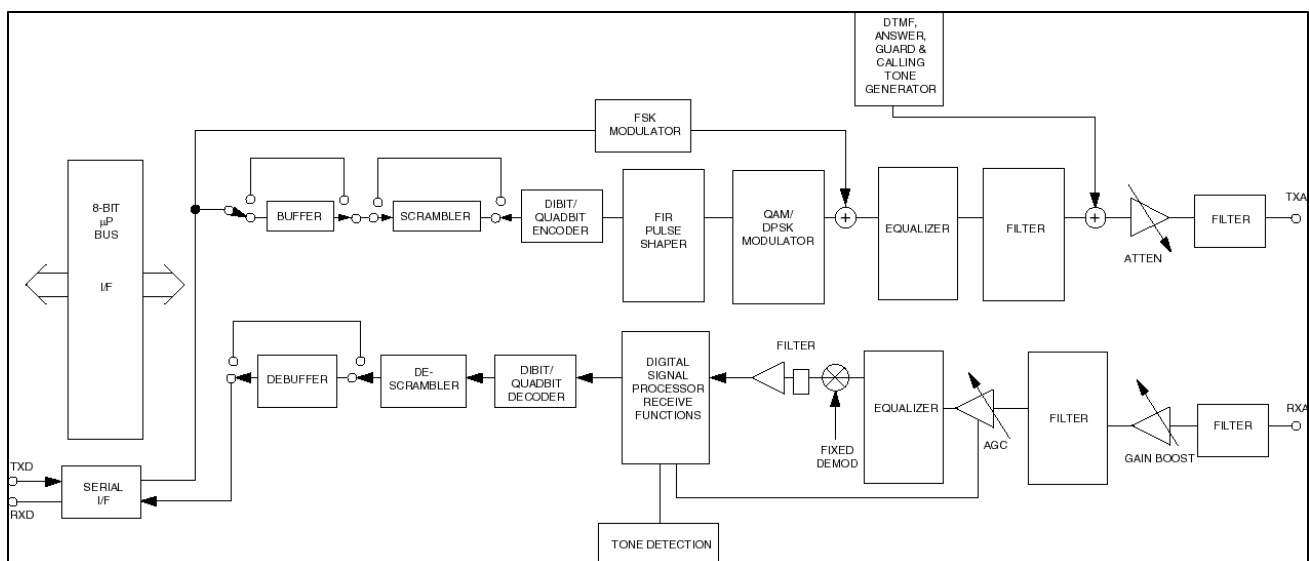 DTMF,
ANSWER,
GUARD &
CALLING
TONE
GENERATOR
FSK
MODULATOR
8-BIT
µP
BUS
I/F
BUFFER
SCRAMBLER
DIBIT/
QUADBIT
ENCODER
FIR
PULSE
SHAPER
QAM/
DPSK
MODULATOR
+
EQUALIZER
FILTER
+
ATTEN
FILTER
TXA
DEBUFFER
DE-
SCRAMBLER
DIBIT/
QUADBIT
DECODER
DIGITAL
SIGNAL
PROCESSOR
RECEIVE
FUNCTIONS
FILTER
FIXED
DEMOD
EQUALIZER
AGC
FILTER
GAIN BOOST
FILTER
RXA
TXD
RXD
SERIAL
I/F
TONE DETECTION